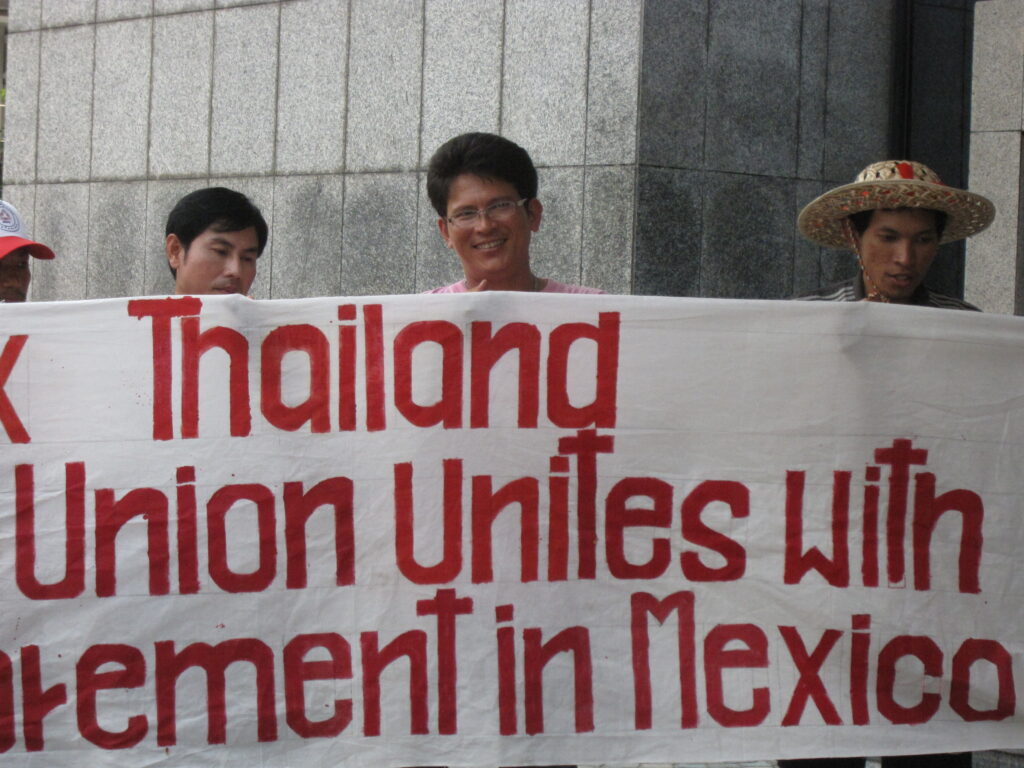 Thailand
Union Unites with
in Mexico